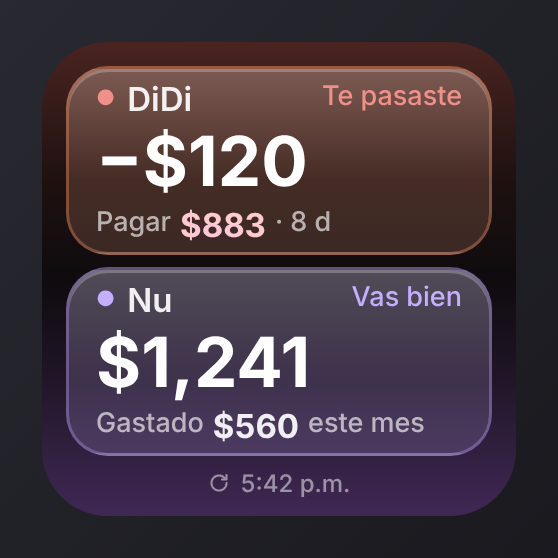 DiDi Te pasaste
−$120
Pagar $883 · 8 d
Nu Vas bien
$1,241
Gastado $560 este mes
5:42 p.m.